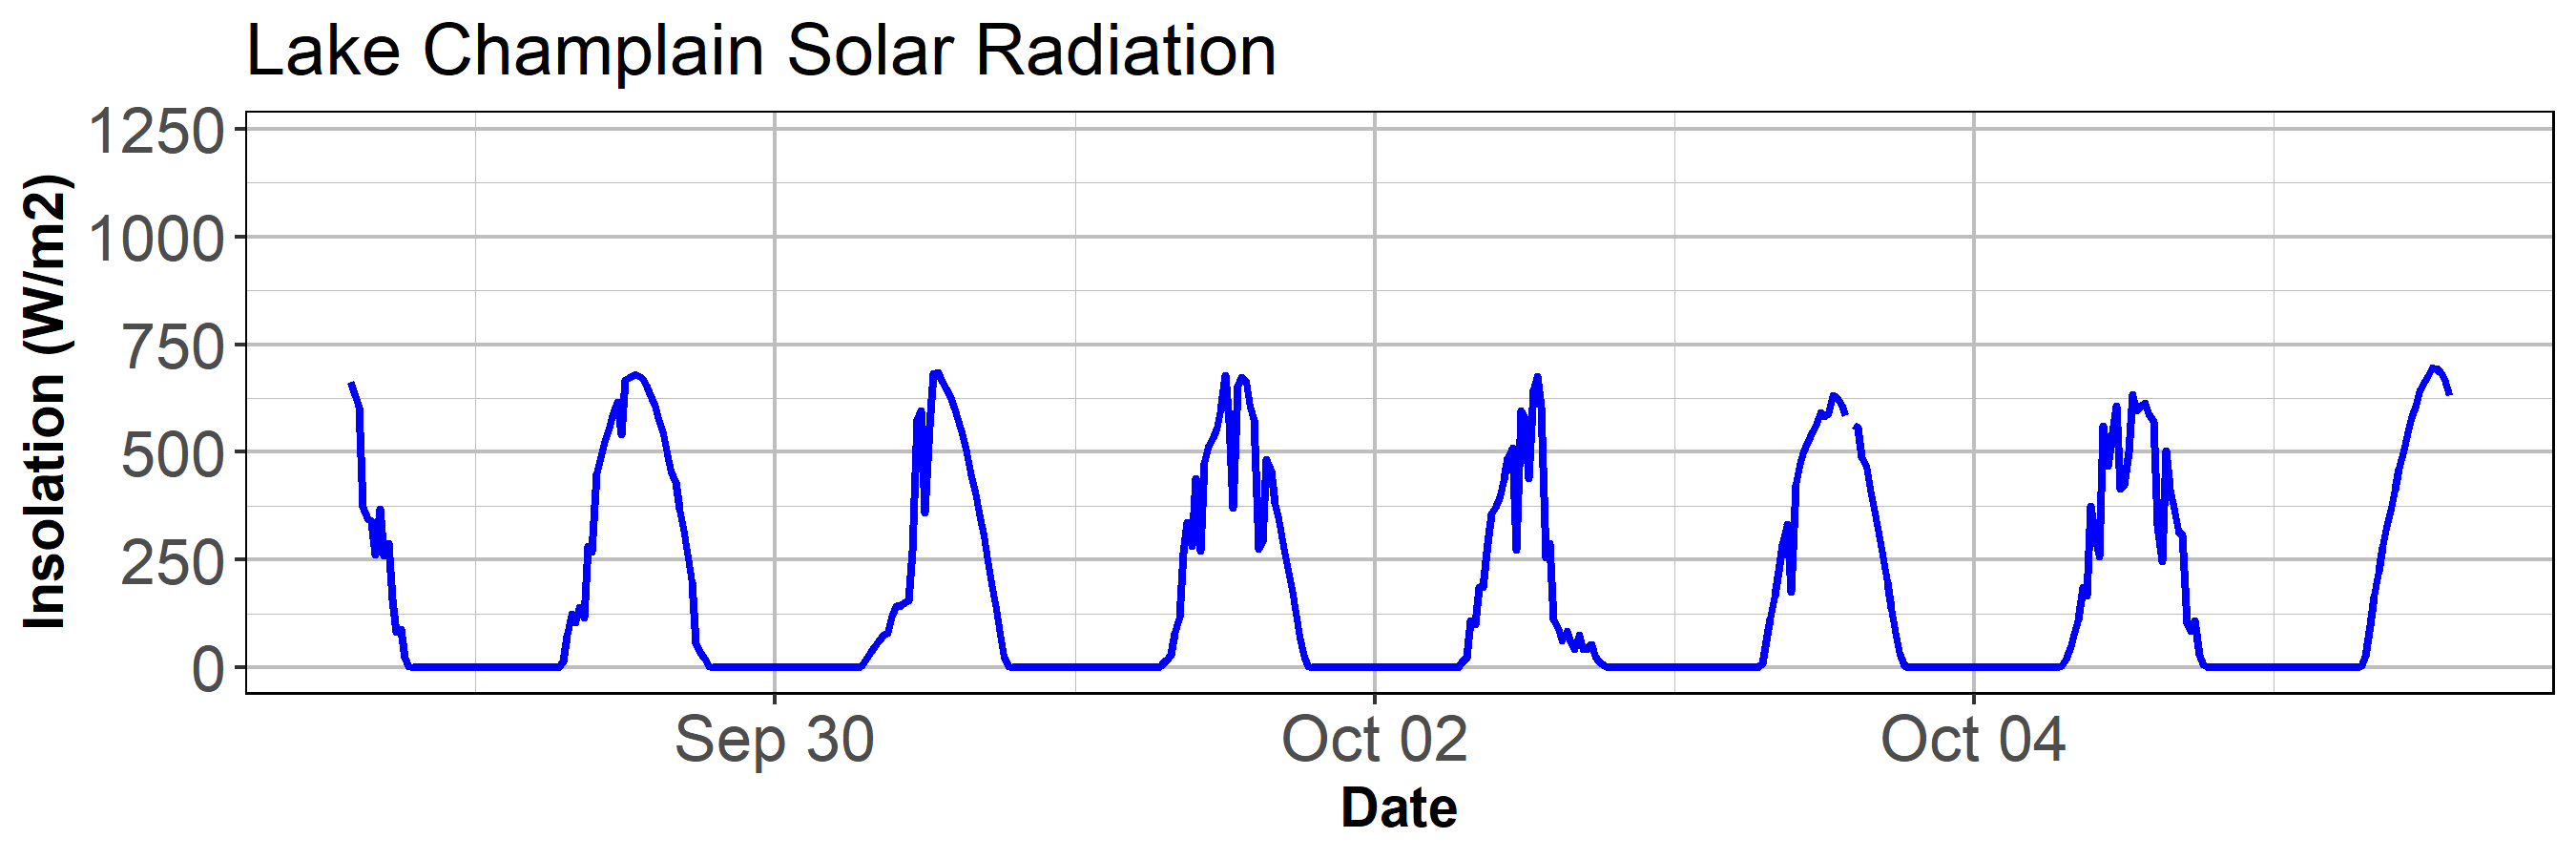 Lake Champlain Solar Radiation
1250
1000
750
500
250
0
Insolation (W/m2)
Sep 30
Oct 02
Oct 04
Date